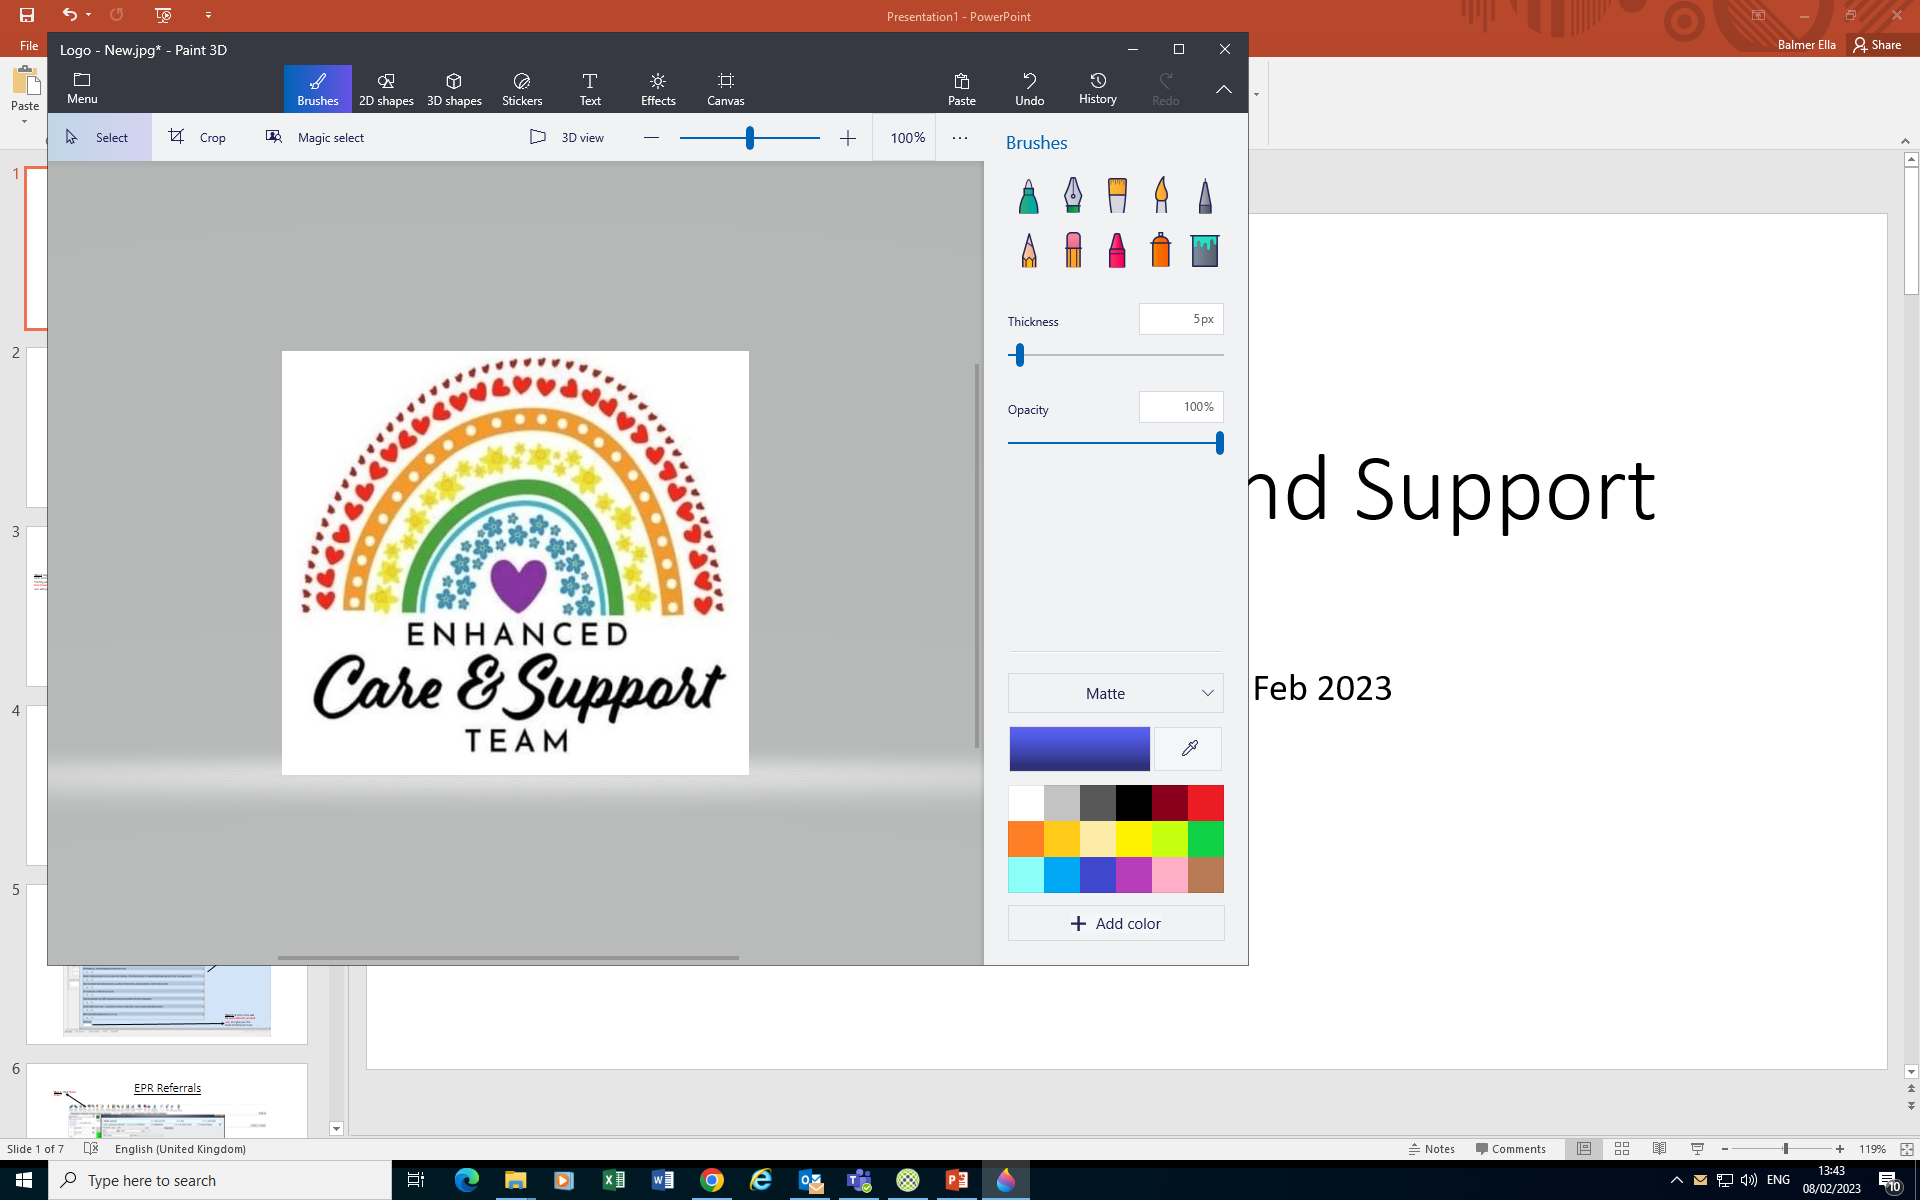 Presentation1 - PowerPoint
File
Balmer Ella
Share
Paste
Logo - New.jpg* - Paint 3D
Menu
Brushes
2D shapes
3D shapes
Stickers
Text
Effects
Canvas
Paste
Undo
History
Redo
Select
Crop
Magic select
3D view
100%
Brushes
Thickness
5px
Opacity
100%
Matte
Add color
ENHANCED
Care & Support
TEAM
nd Support
Feb 2023
1
2
3
4
5
6
EPR Referrals
Slide 1 of 7
English (United Kingdom)
Notes
Comments
119%
Type here to search
ENG
13:43
08/02/2023
10